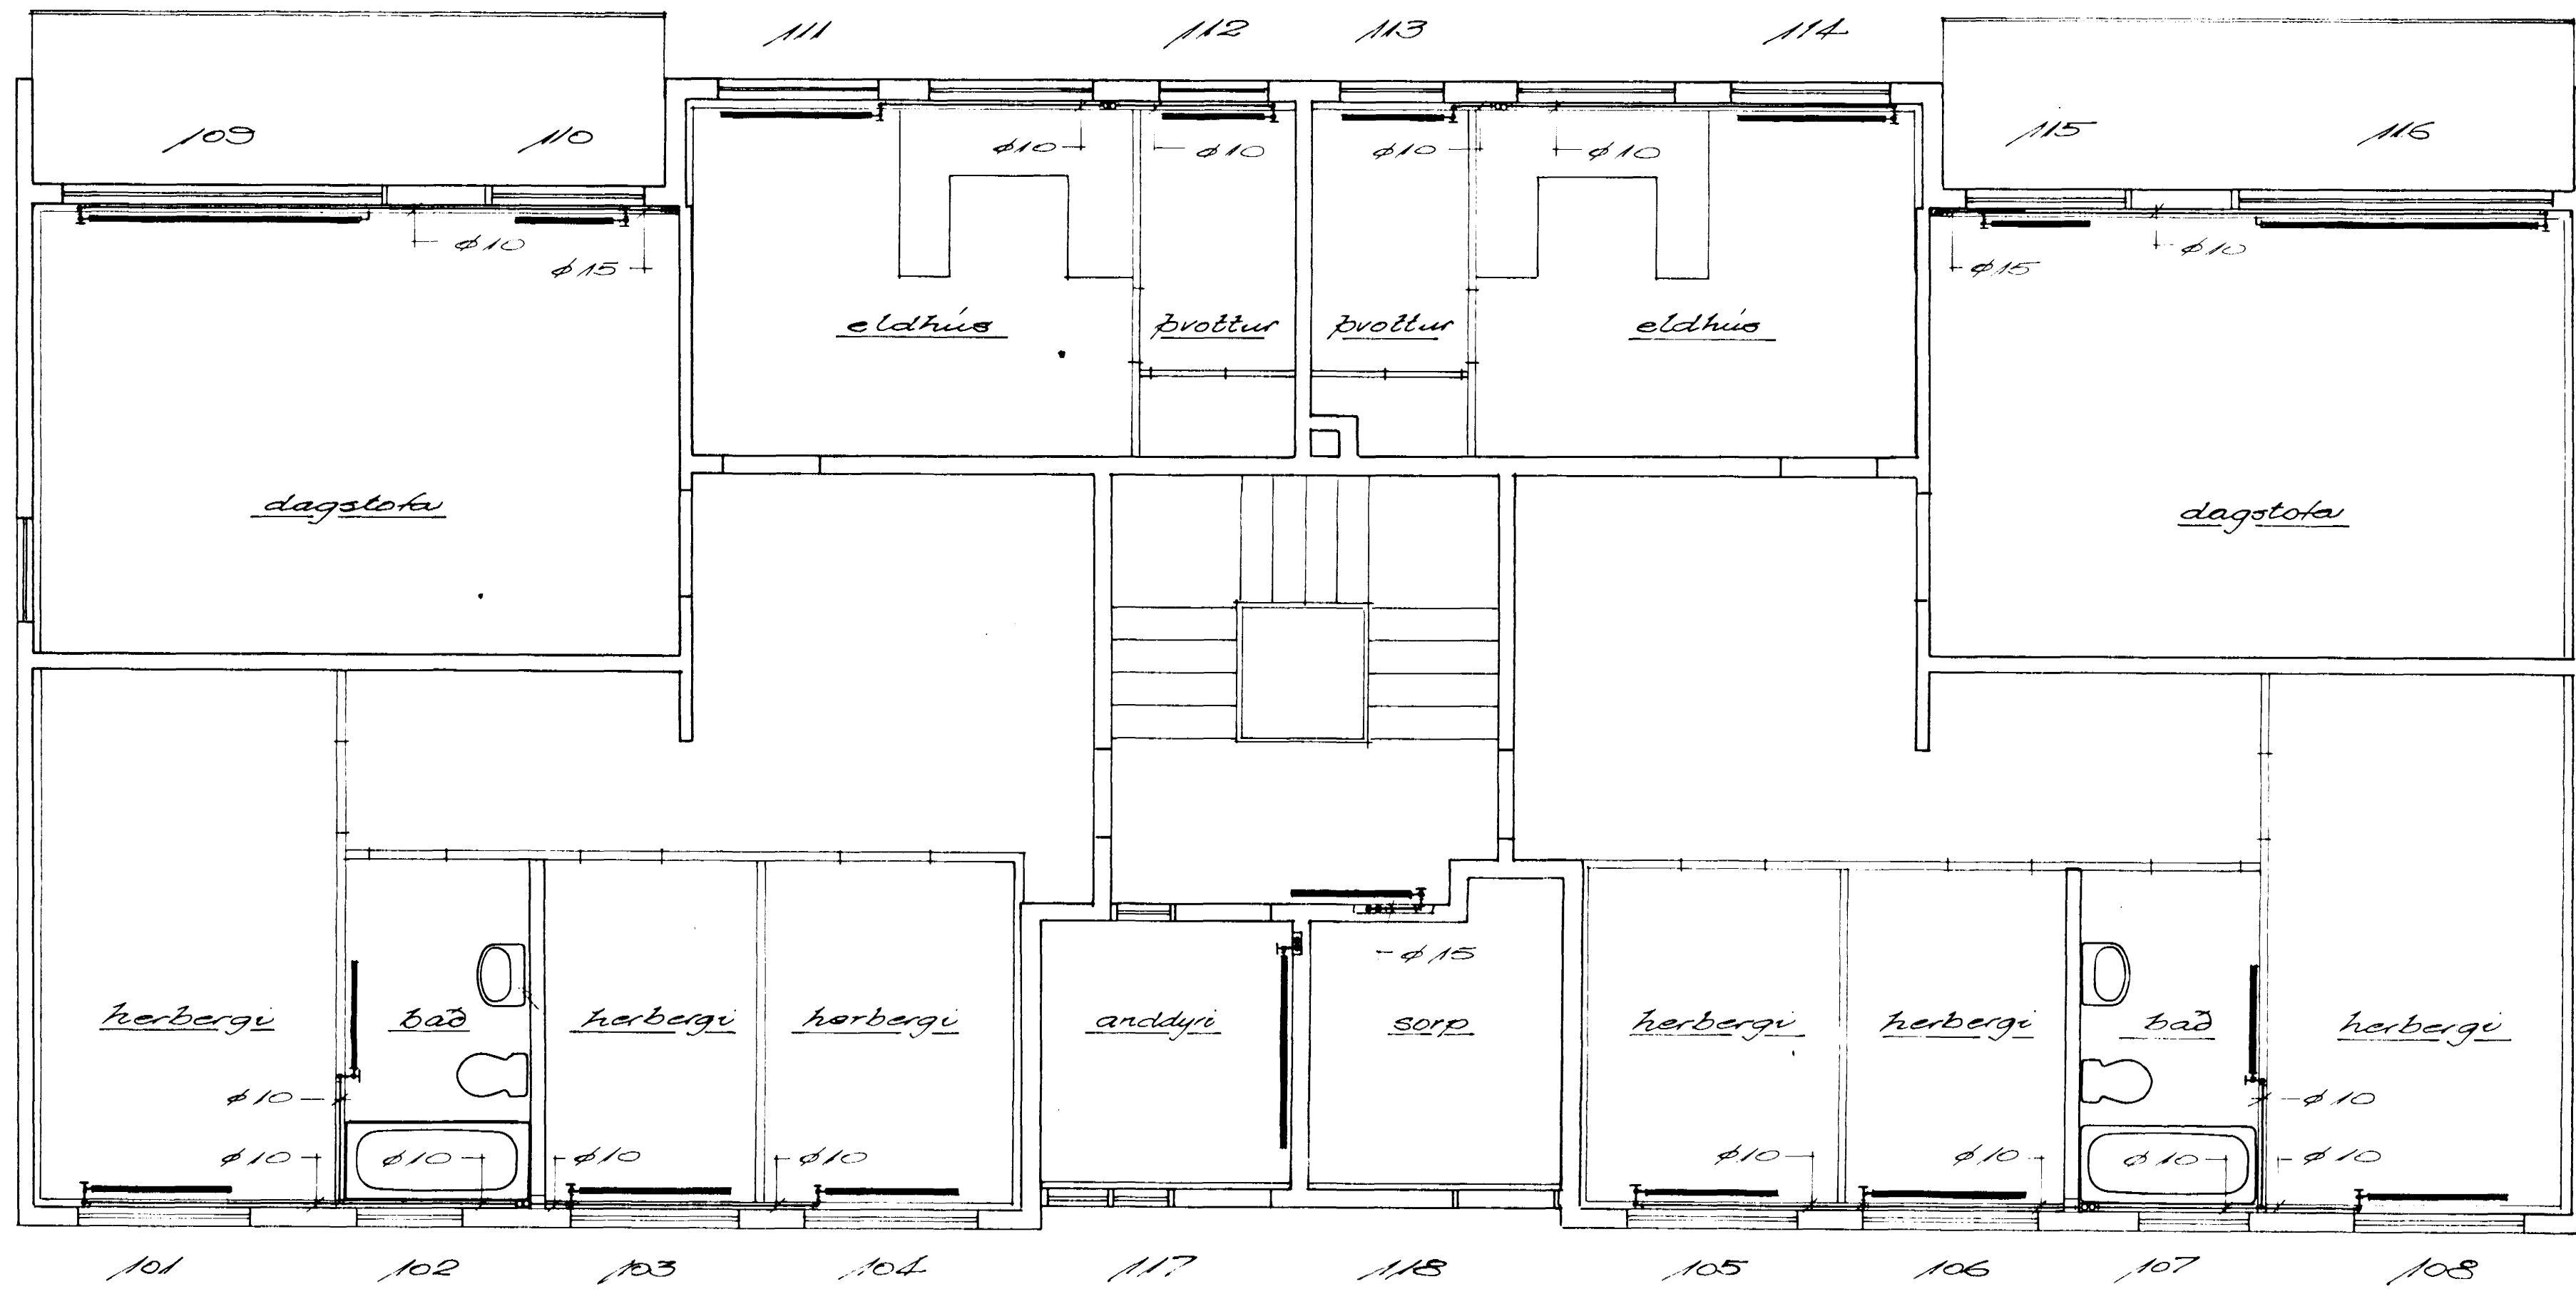 111 112 113 114
109 110 115 116
ø10 ø10 ø10 ø10
ø10 ø15 ø15 ø10
eldhús þvottur þvottur eldhús
dagstofa dagstofa
ø15
herbergi bað herbergi herbergi anddyri sorp herbergi herbergi bað herbergi
ø10 ø10
ø10 ø10 ø10 ø10 ø10 ø10 ø10 ø10
101 102 103 104 117 118 105 106 107 108